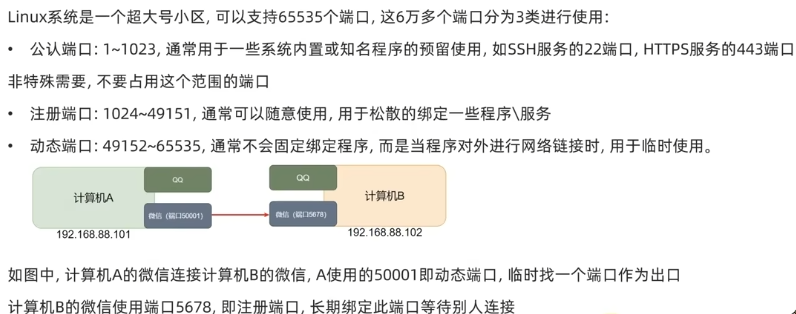 Linux系统是一个超大号小区, 可以支持65535个端口, 这6万多个端口分为3类进行使用:
• 公认端口: 1~1023, 通常用于一些系统内置或知名程序的预留使用, 如SSH服务的22端口, HTTPS服务的443端口
非特殊需要, 不要占用这个范围的端口
• 注册端口: 1024~49151, 通常可以随意使用, 用于松散的绑定一些程序\服务
• 动态端口: 49152~65535, 通常不会固定绑定程序, 而是当程序对外进行网络链接时, 用于临时使用。
QQ
QQ
计算机A
计算机B
微信 (端口50001)
微信 (端口5678)
192.168.88.101
192.168.88.102
如图中, 计算机A的微信连接计算机B的微信, A使用的50001即动态端口, 临时找一个端口作为出口
计算机B的微信使用端口5678, 即注册端口, 长期绑定此端口等待别人连接